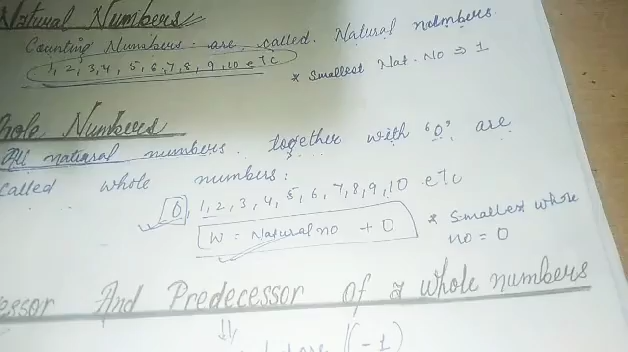 Natural Numbers
Counting Numbers : are called. Natural numbers.
1, 2, 3, 4, 5, 6, 7, 8, 9, 10 etc
* Smallest Nat. No ⇒ 1
hole Numbers
All natural numbers. together with '0', are
called whole numbers :
0, 1, 2, 3, 4, 5, 6, 7, 8, 9, 10 etc
W = Natural no + 0
* Smallest whole
no = 0
essor And Predecessor of a whole numbers
(-1)